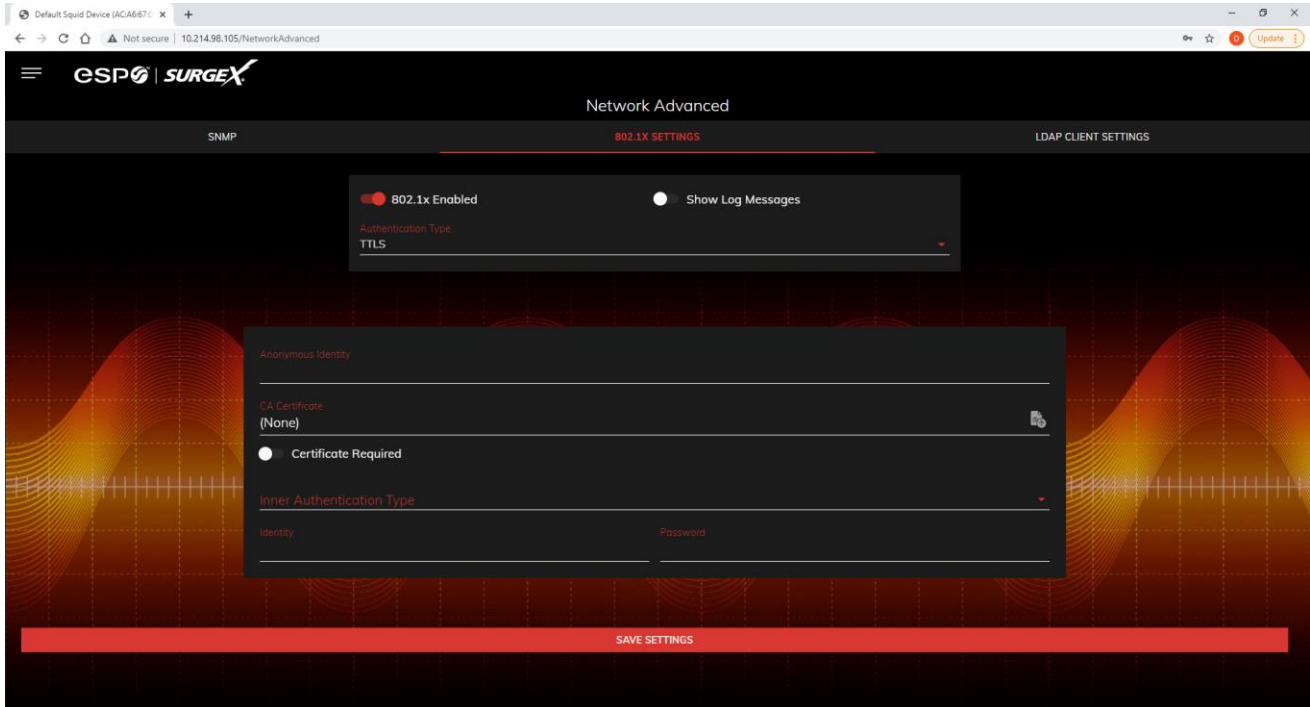 Default Squid Device (AC:A6:67:
Not secure | 10.214.98.105/NetworkAdvanced
Update
D
esp | SURGEX
Network Advanced
SNMP
802.1X SETTINGS
LDAP CLIENT SETTINGS
802.1x Enabled
Show Log Messages
Authentication Type
TTLS
Anonymous Identity
CA Certificate
(None)
Certificate Required
Inner Authentication Type
Identity
Password
SAVE SETTINGS